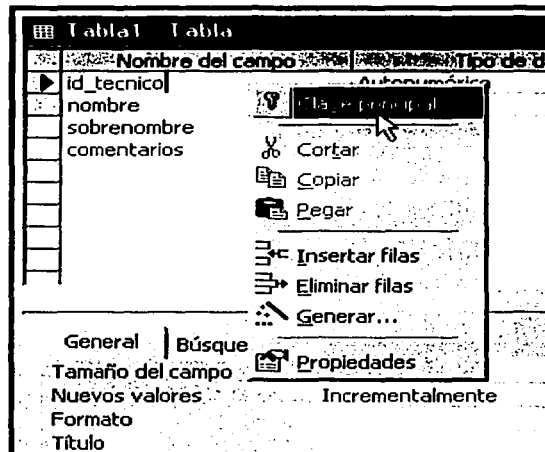 Tabla1 Tabla
Nombre del campo Tipo de d
id_tecnico Autonumérica
nombre
sobrenombre
comentarios
Clave principal
Cortar
Copiar
Pegar
Insertar filas
Eliminar filas
Generar...
Propiedades
General Búsque
Tamaño del campo
Nuevos valores Incrementalmente
Formato
Título